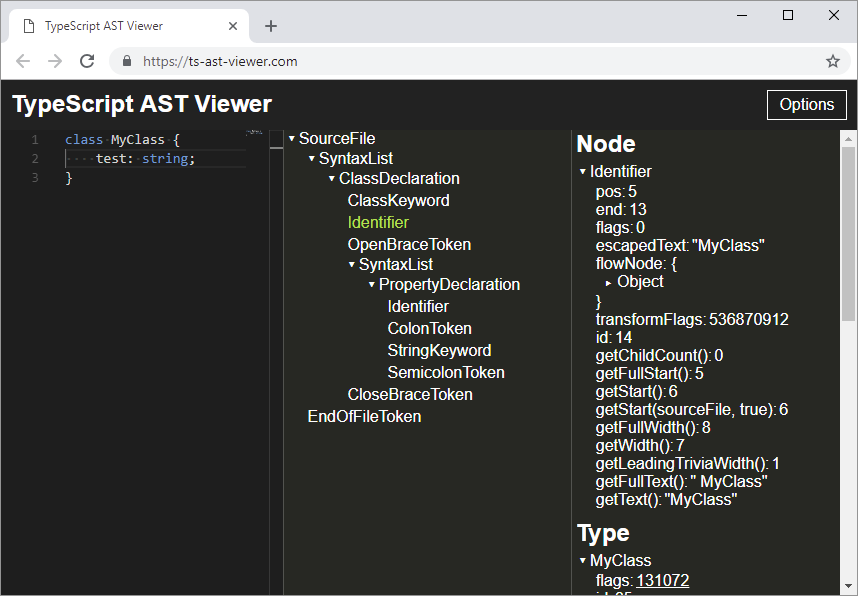 TypeScript AST Viewer
https://ts-ast-viewer.com
TypeScript AST Viewer
Options
1 class MyClass {
2 test: string;
3 }
SourceFile
SyntaxList
ClassDeclaration
ClassKeyword
Identifier
OpenBraceToken
SyntaxList
PropertyDeclaration
Identifier
ColonToken
StringKeyword
SemicolonToken
CloseBraceToken
EndOfFileToken
Node
Identifier
pos: 5
end: 13
flags: 0
escapedText: "MyClass"
flowNode: {
Object
}
transformFlags: 536870912
id: 14
getChildCount(): 0
getFullStart(): 5
getStart(): 6
getStart(sourceFile, true): 6
getFullWidth(): 8
getWidth(): 7
getLeadingTriviaWidth(): 1
getFullText(): " MyClass"
getText(): "MyClass"
Type
MyClass
flags: 131072